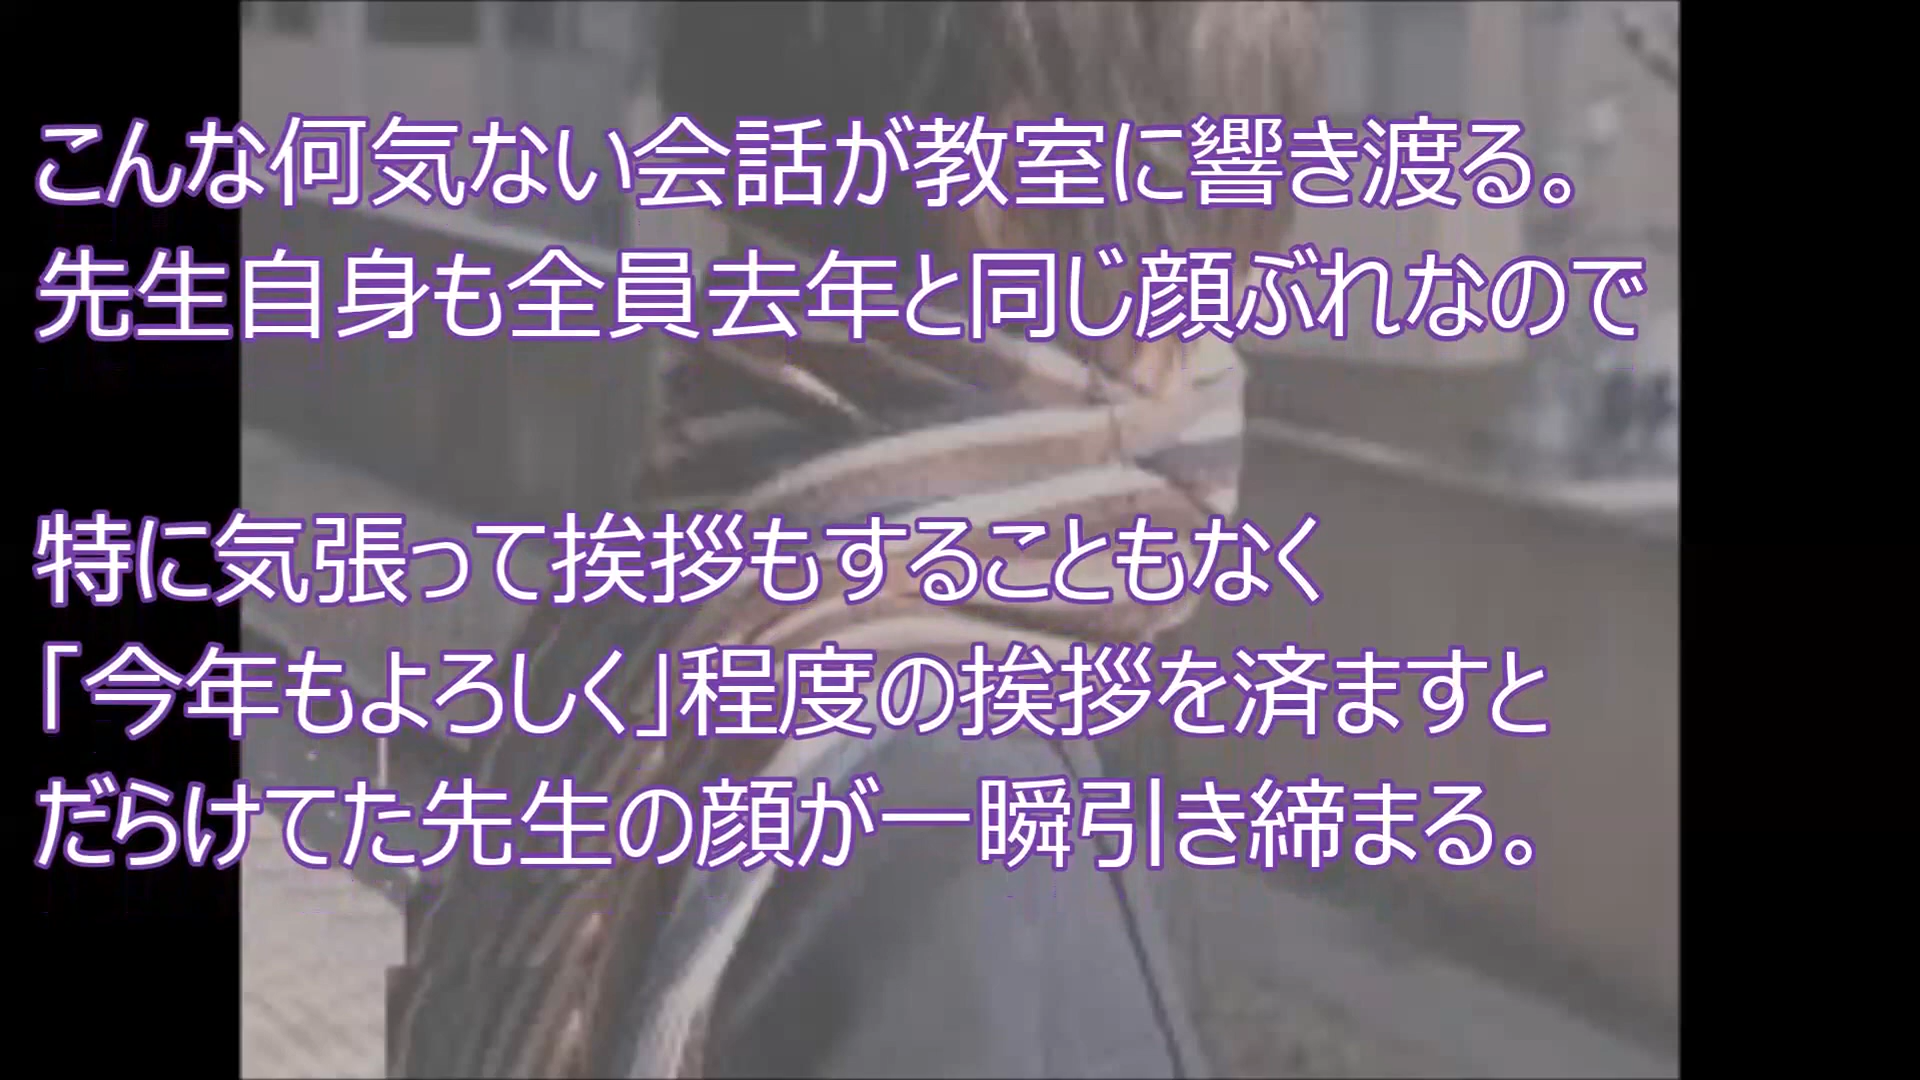 こんな何気ない会話が教室に響き渡る。
先生自身も全員去年と同じ顔ぶれなので
特に気張って挨拶もすることもなく
「今年もよろしく」程度の挨拶を済ますと
だらけてた先生の顔が一瞬引き締まる。